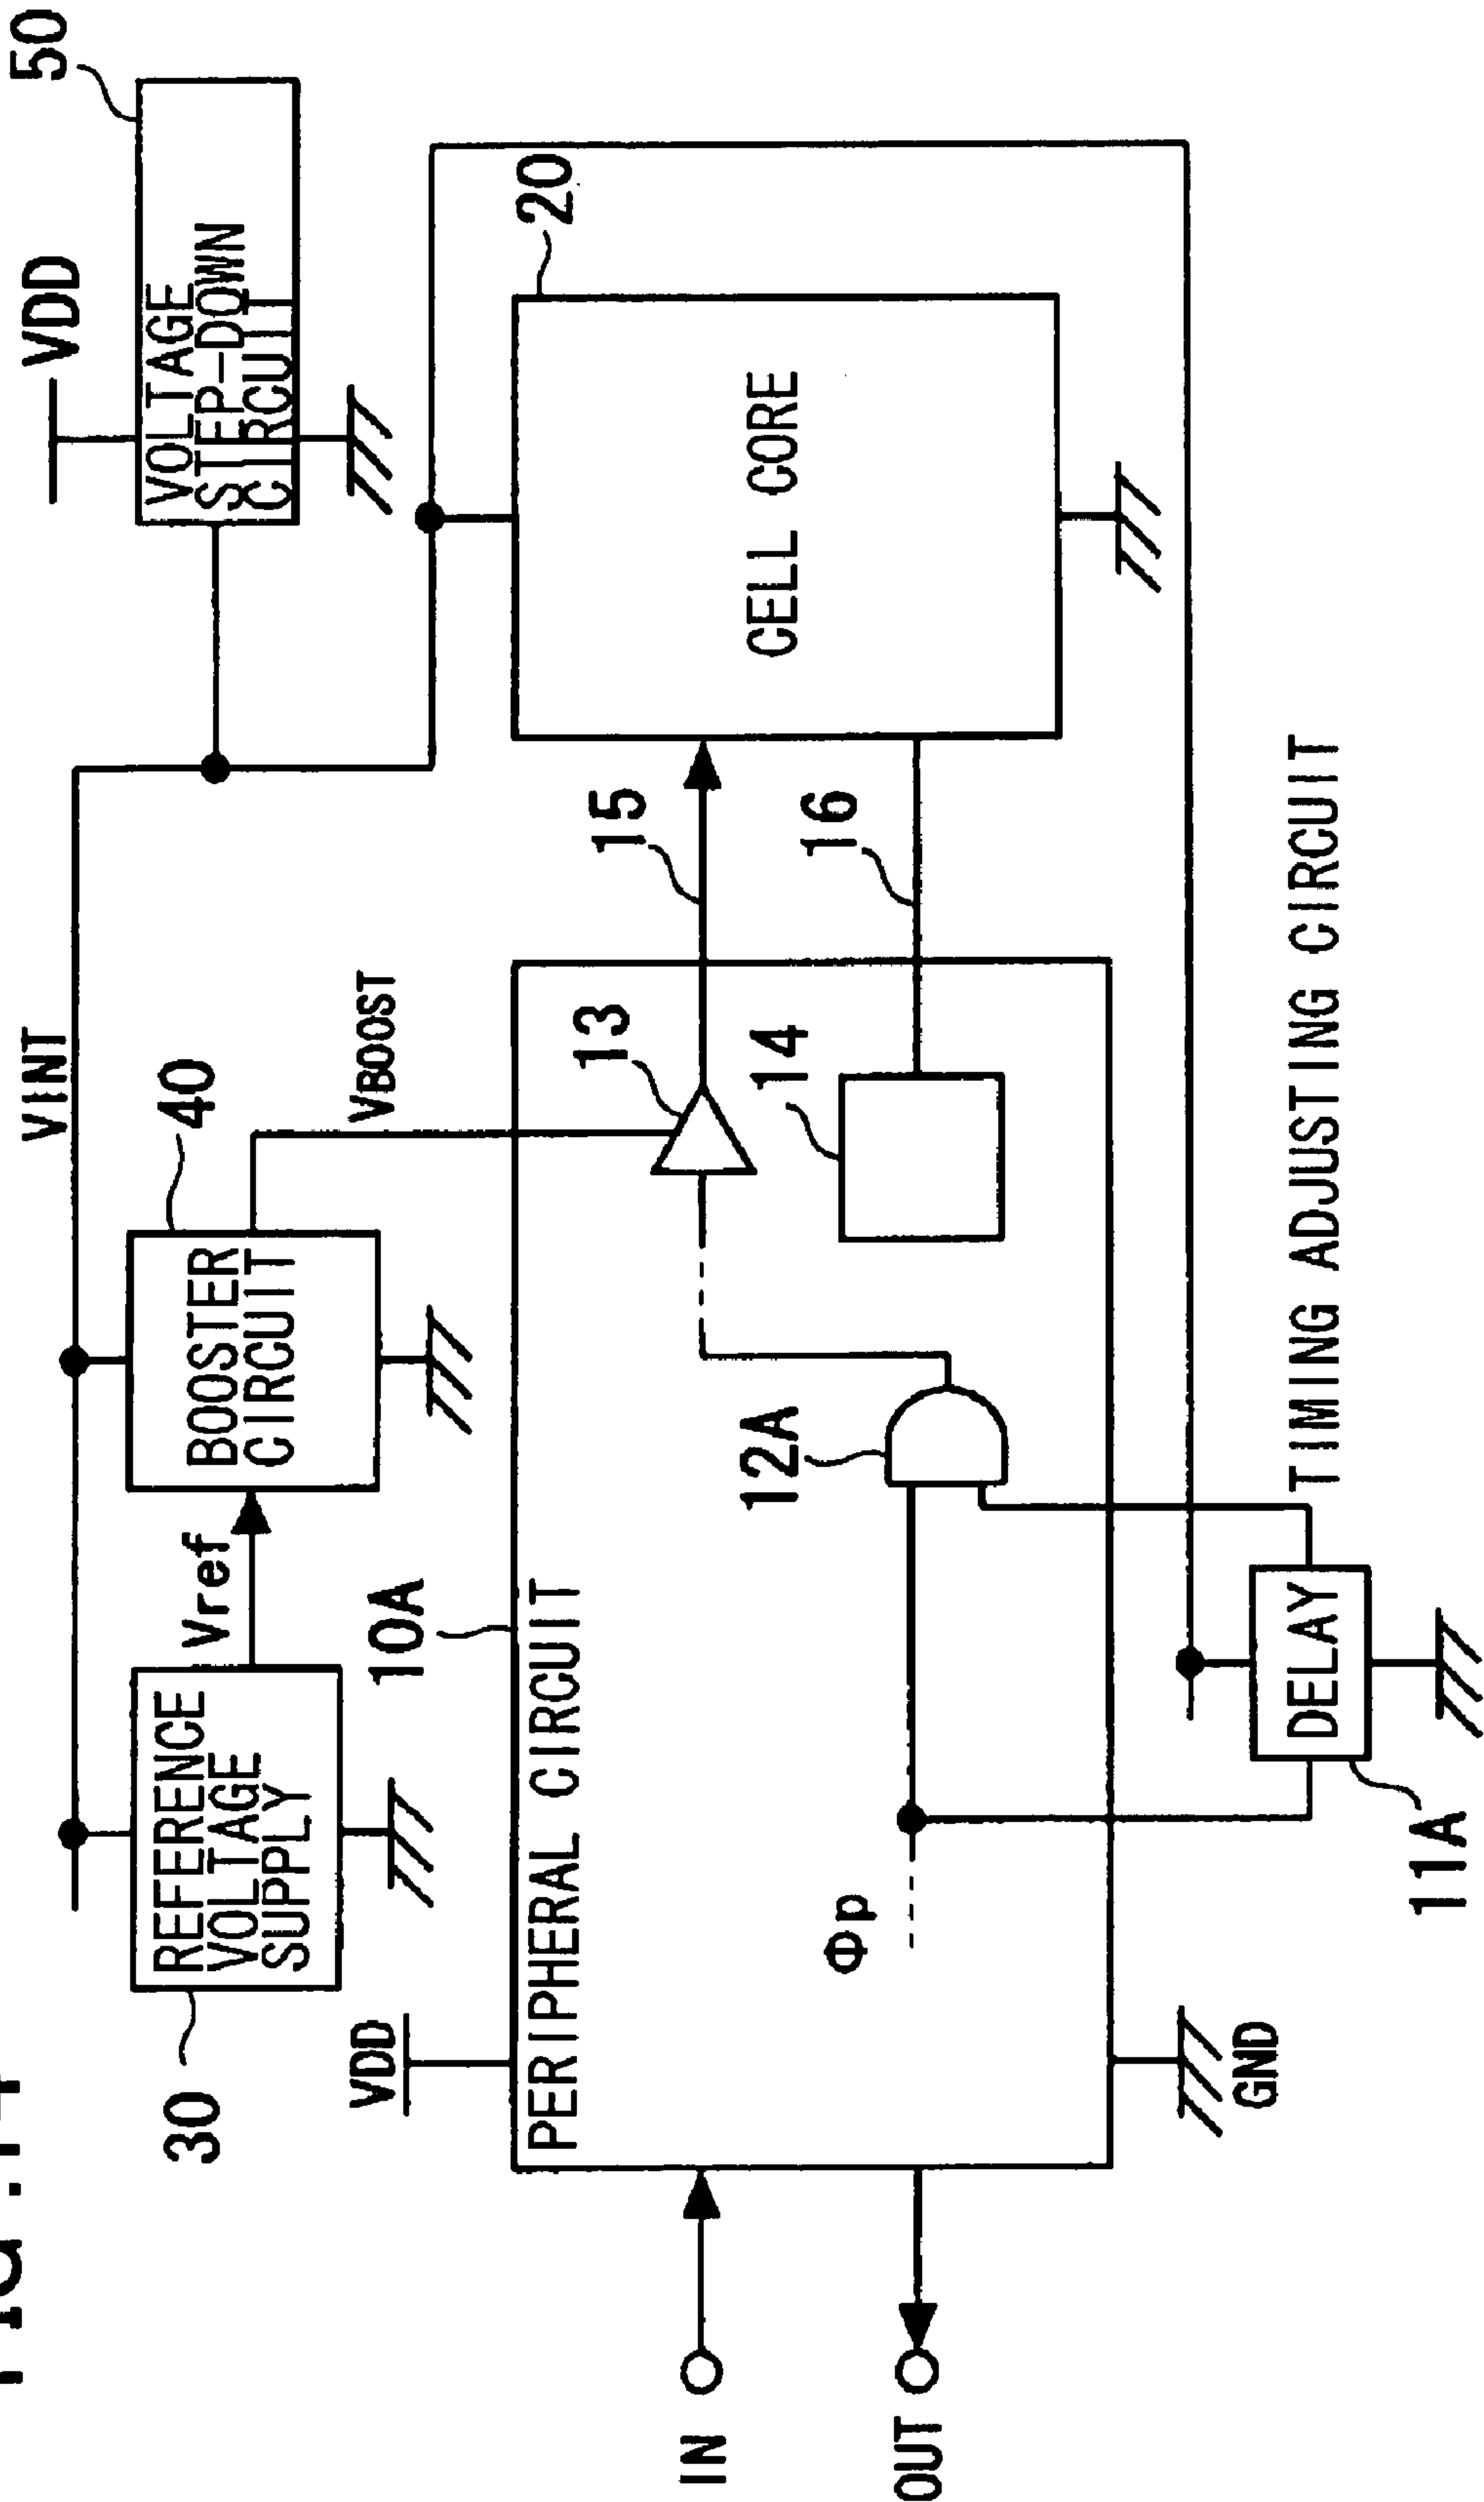 50
VDD
VOLTAGE
STEP-DOWN
CIRCUIT
VINT
40
BOOSTER
CIRCUIT
VBOOST
Vref
REFERENCE
VOLTAGE
SUPPLY
30
VDD
10A
PERIPHERAL CIRCUIT
20
CELL CORE
15
16
13
14
12A
Φp
IN
OUT
GND
DELAY
11A
TIMING ADJUSTING CIRCUIT